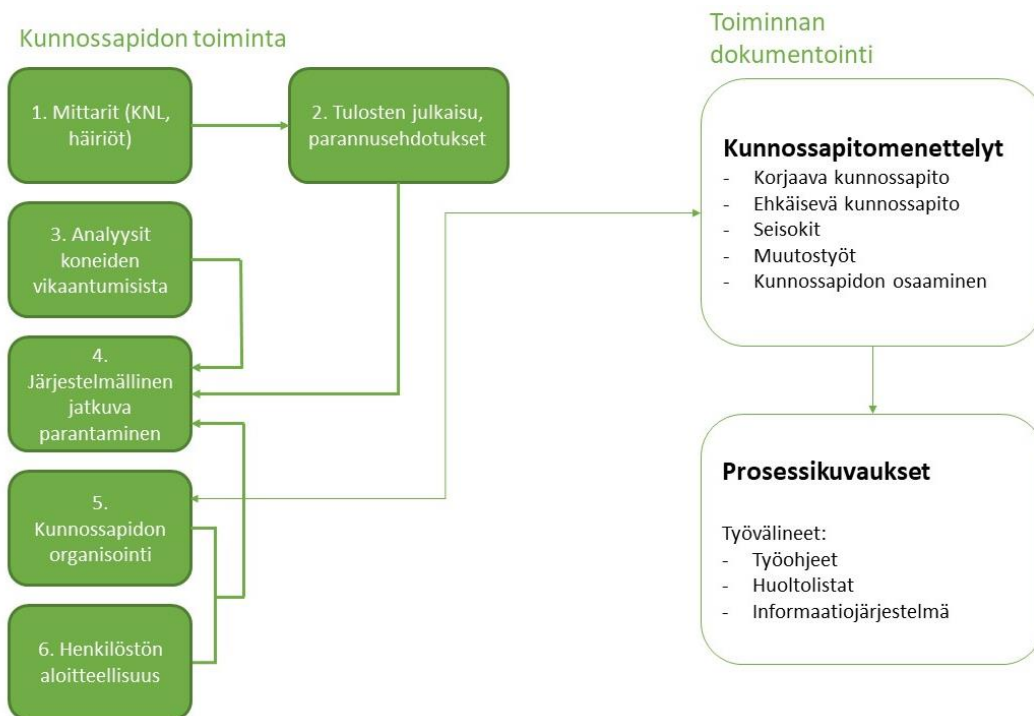 Kunnossapidon toiminta
1. Mittarit (KNL,
häiriöt)
2. Tulosten julkaisu,
parannusehdotukset
3. Analyysit
koneiden
vikaantumisista
4.
Järjestelmällinen
jatkuva
parantaminen
5.
Kunnossapidon
organisointi
6. Henkilöstön
aloitteellisuus
Toiminnan
dokumentointi
Kunnossapitomenettelyt
- Korjaava kunnossapito
- Ehkäisevä kunnossapito
- Seisokit
- Muutostyöt
- Kunnossapidon osaaminen
Prosessikuvaukset
Työvälineet:
- Työohjeet
- Huoltolistat
- Informaatiojärjestelmä